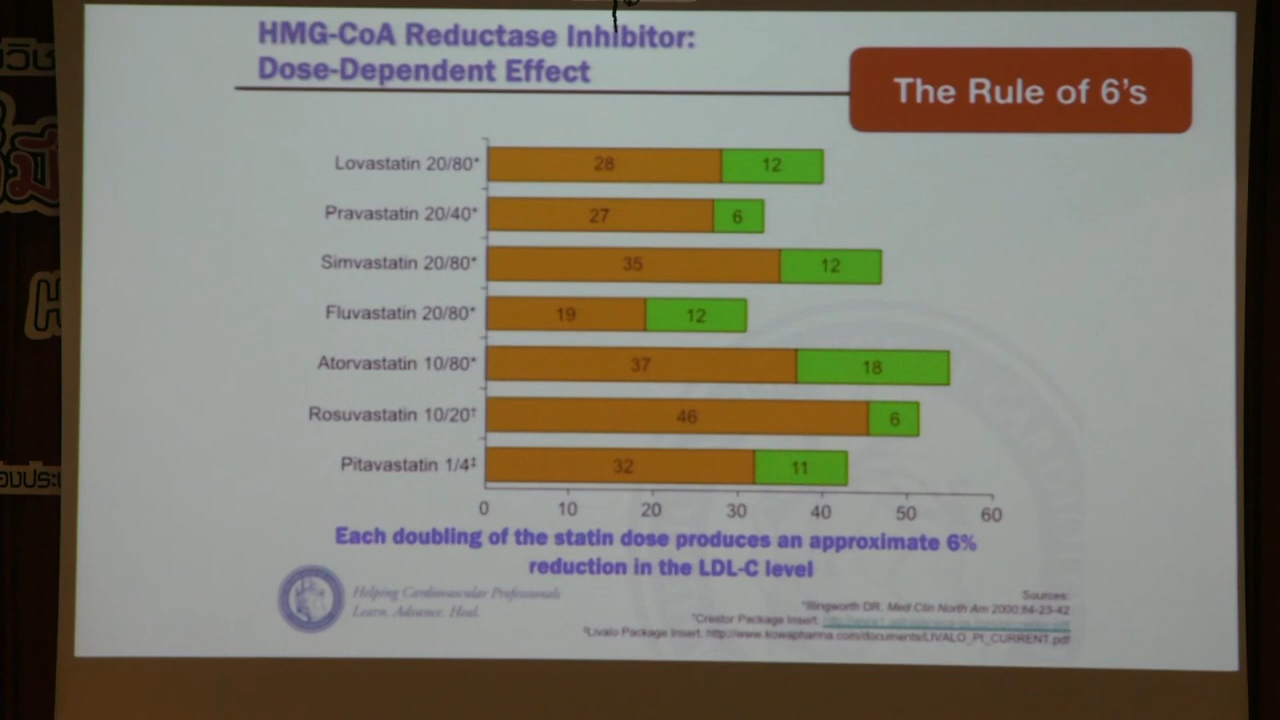 HMG-CoA Reductase Inhibitor:
Dose-Dependent Effect
The Rule of 6's
Lovastatin 20/80* 28 12
Pravastatin 20/40* 27 6
Simvastatin 20/80* 35 12
Fluvastatin 20/80* 19 12
Atorvastatin 10/80* 37 18
Rosuvastatin 10/20† 46 6
Pitavastatin 1/4‡ 32 11
0 10 20 30 40 50 60
Each doubling of the statin dose produces an approximate 6%
reduction in the LDL-C level
Helping Cardiovascular Professionals
Learn. Advance. Heal.
Sources:
*Illingworth DR. Med Clin North Am 2000;84-23-42
†Crestor Package Insert:
‡Livalo Package Insert: http://www.kowapharma.com/documents/LIVALO_PI_CURRENT.pdf